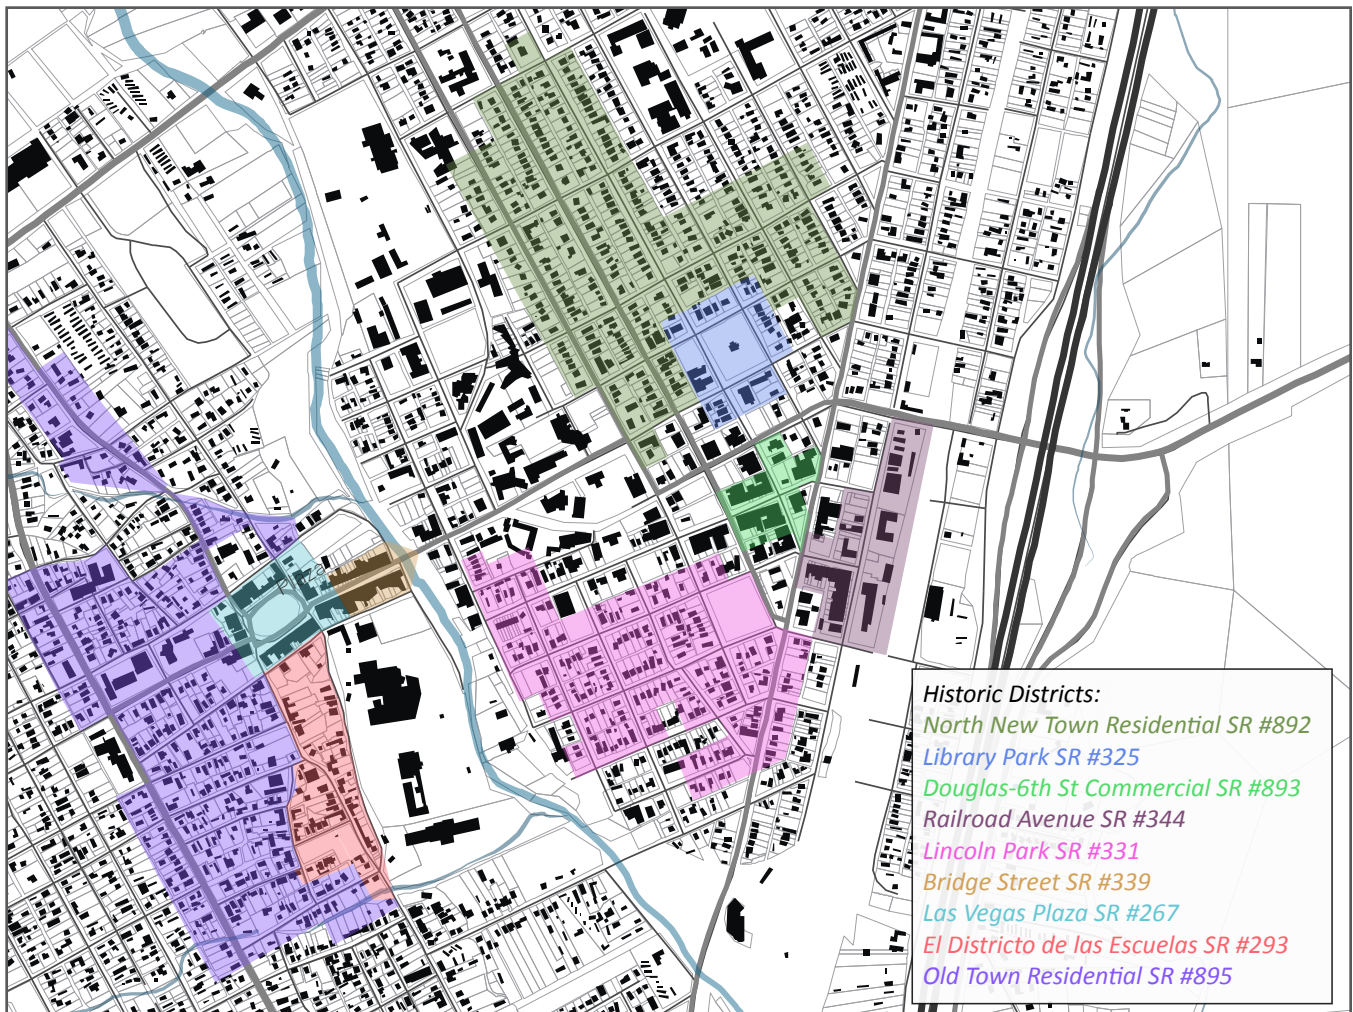 Historic Districts:
North New Town Residential SR #892
Library Park SR #325
Douglas-6th St Commercial SR #893
Railroad Avenue SR #344
Lincoln Park SR #331
Bridge Street SR #339
Las Vegas Plaza SR #267
El Districto de las Escuelas SR #293
Old Town Residential SR #895